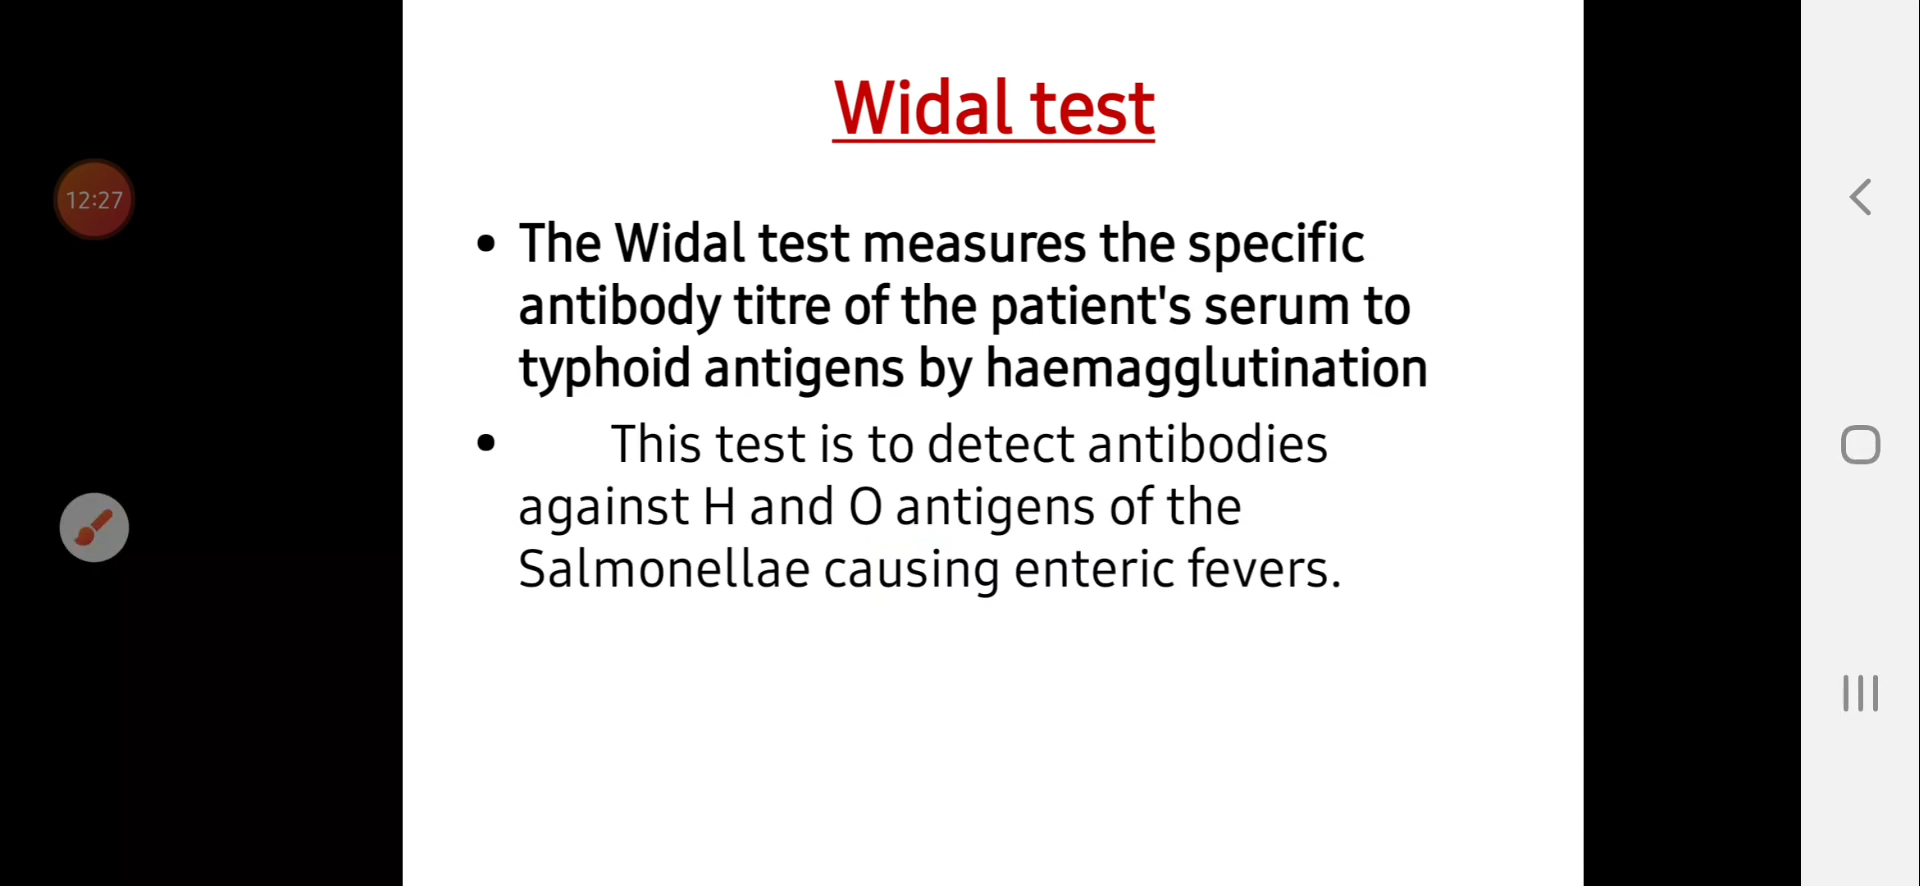 Widal test
12:27
• The Widal test measures the specific
antibody titre of the patient's serum to
typhoid antigens by haemagglutination
• This test is to detect antibodies
against H and O antigens of the
Salmonellae causing enteric fevers.